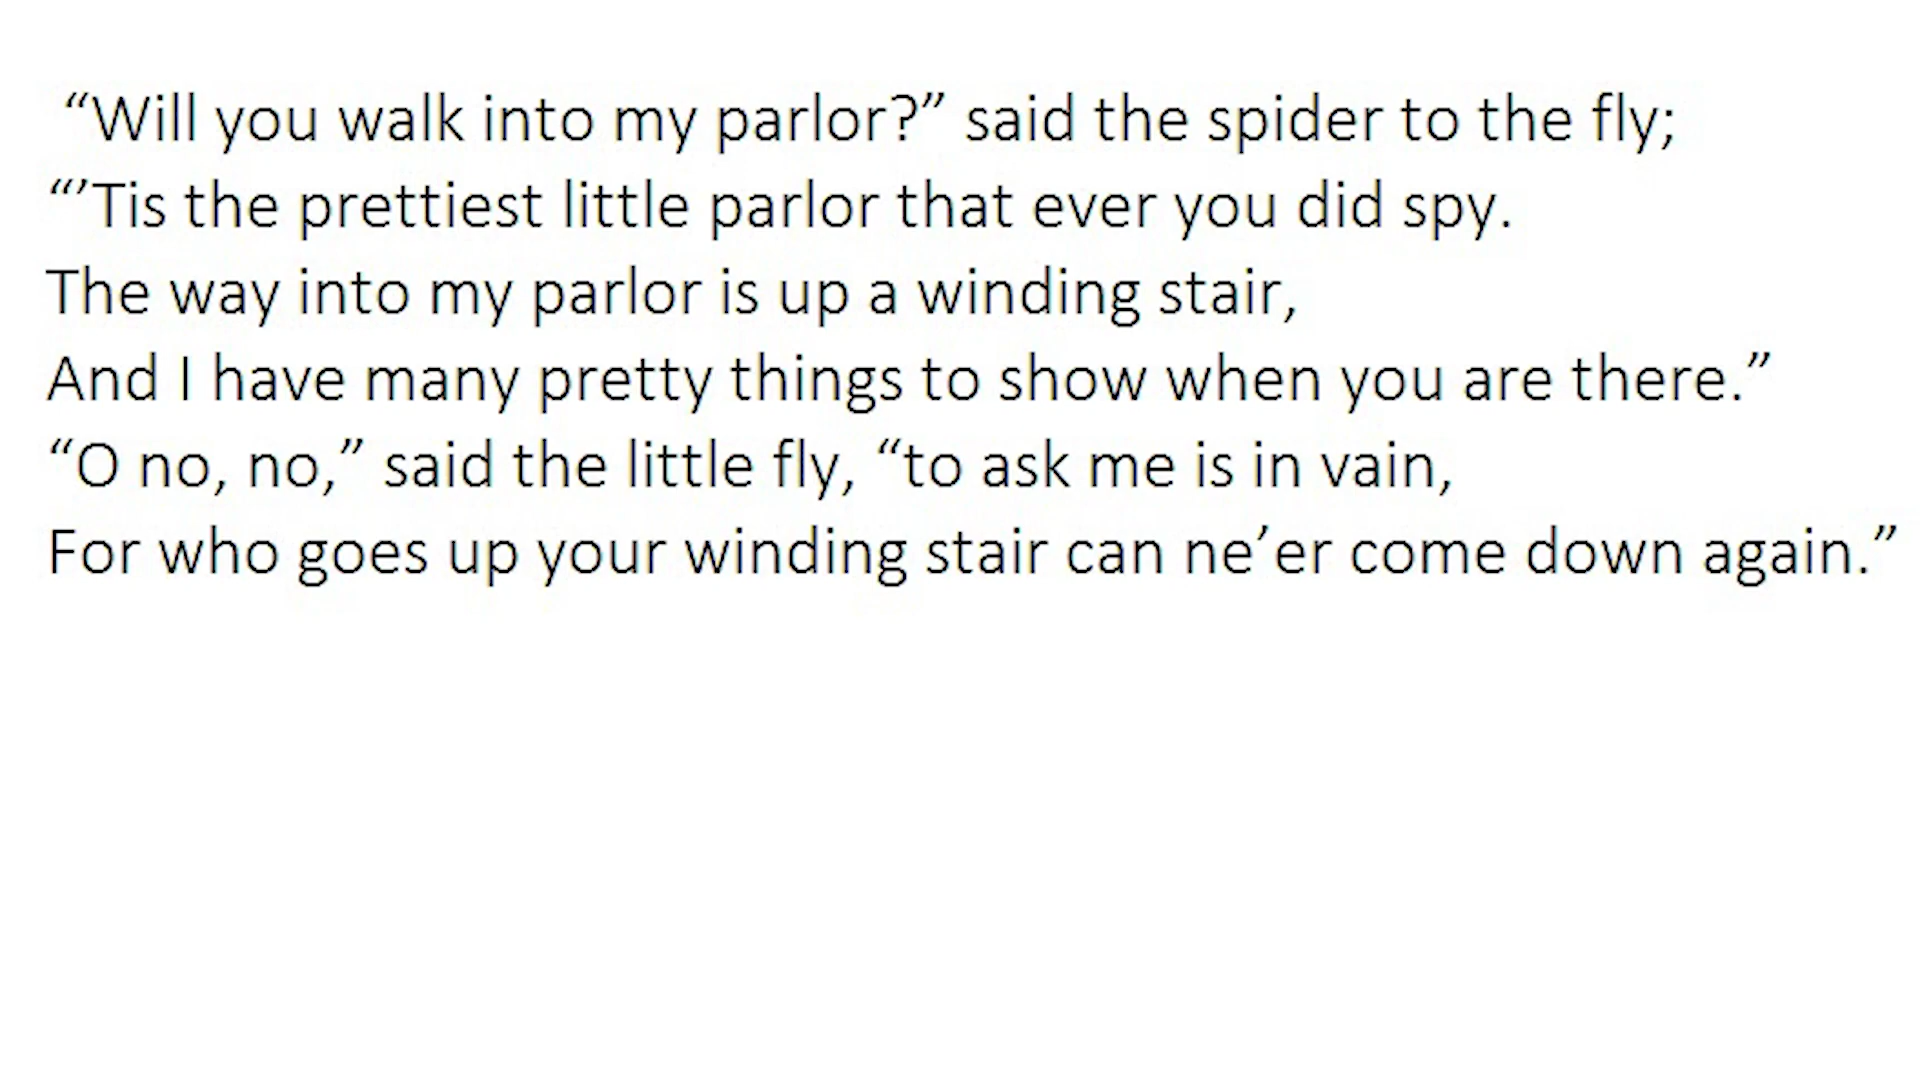 “Will you walk into my parlor?” said the spider to the fly;
“’Tis the prettiest little parlor that ever you did spy.
The way into my parlor is up a winding stair,
And I have many pretty things to show when you are there.”
“O no, no,” said the little fly, “to ask me is in vain,
For who goes up your winding stair can ne’er come down again.”